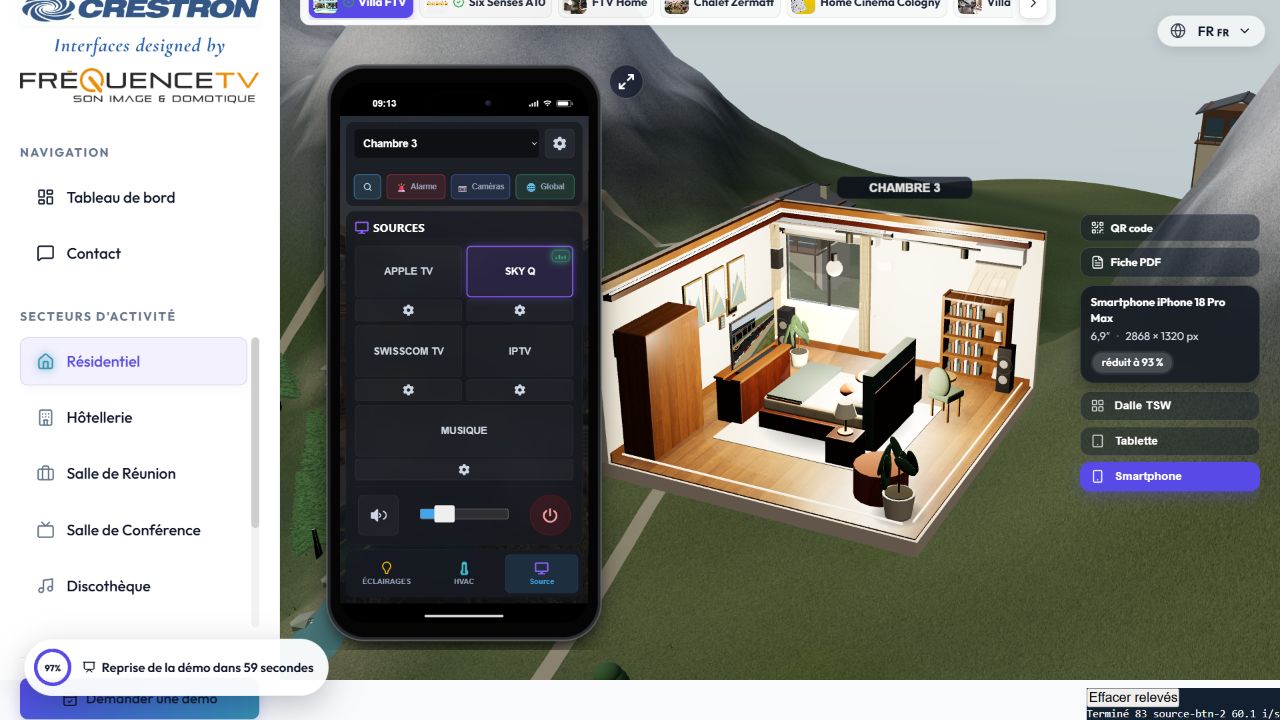 CRESTRON
Interfaces designed by
FRÉQUENCETV
SON IMAGE & DOMOTIQUE
NAVIGATION
Tableau de bord
Contact
SECTEURS D'ACTIVITÉ
Résidentiel
Hôtellerie
Salle de Réunion
Salle de Conférence
Discothèque
97%
Reprise de la démo dans 59 secondes
Demander une démo
Villa FTV
Six Senses A10
FTV Home
Chalet Zermatt
Home Cinema Cologny
Villa
FR FR
09:13
Chambre 3
Alarme
Caméras
Global
SOURCES
APPLE TV
SKY Q
SWISSCOM TV
IPTV
MUSIQUE
ÉCLAIRAGES
HVAC
Source
CHAMBRE 3
QR code
Fiche PDF
Smartphone iPhone 18 Pro
Max
6,9" · 2868 × 1320 px
réduit à 93 %
Dalle TSW
Tablette
Smartphone
Effacer relevés
Terminé 83 source-btn-2 60.1 i/s